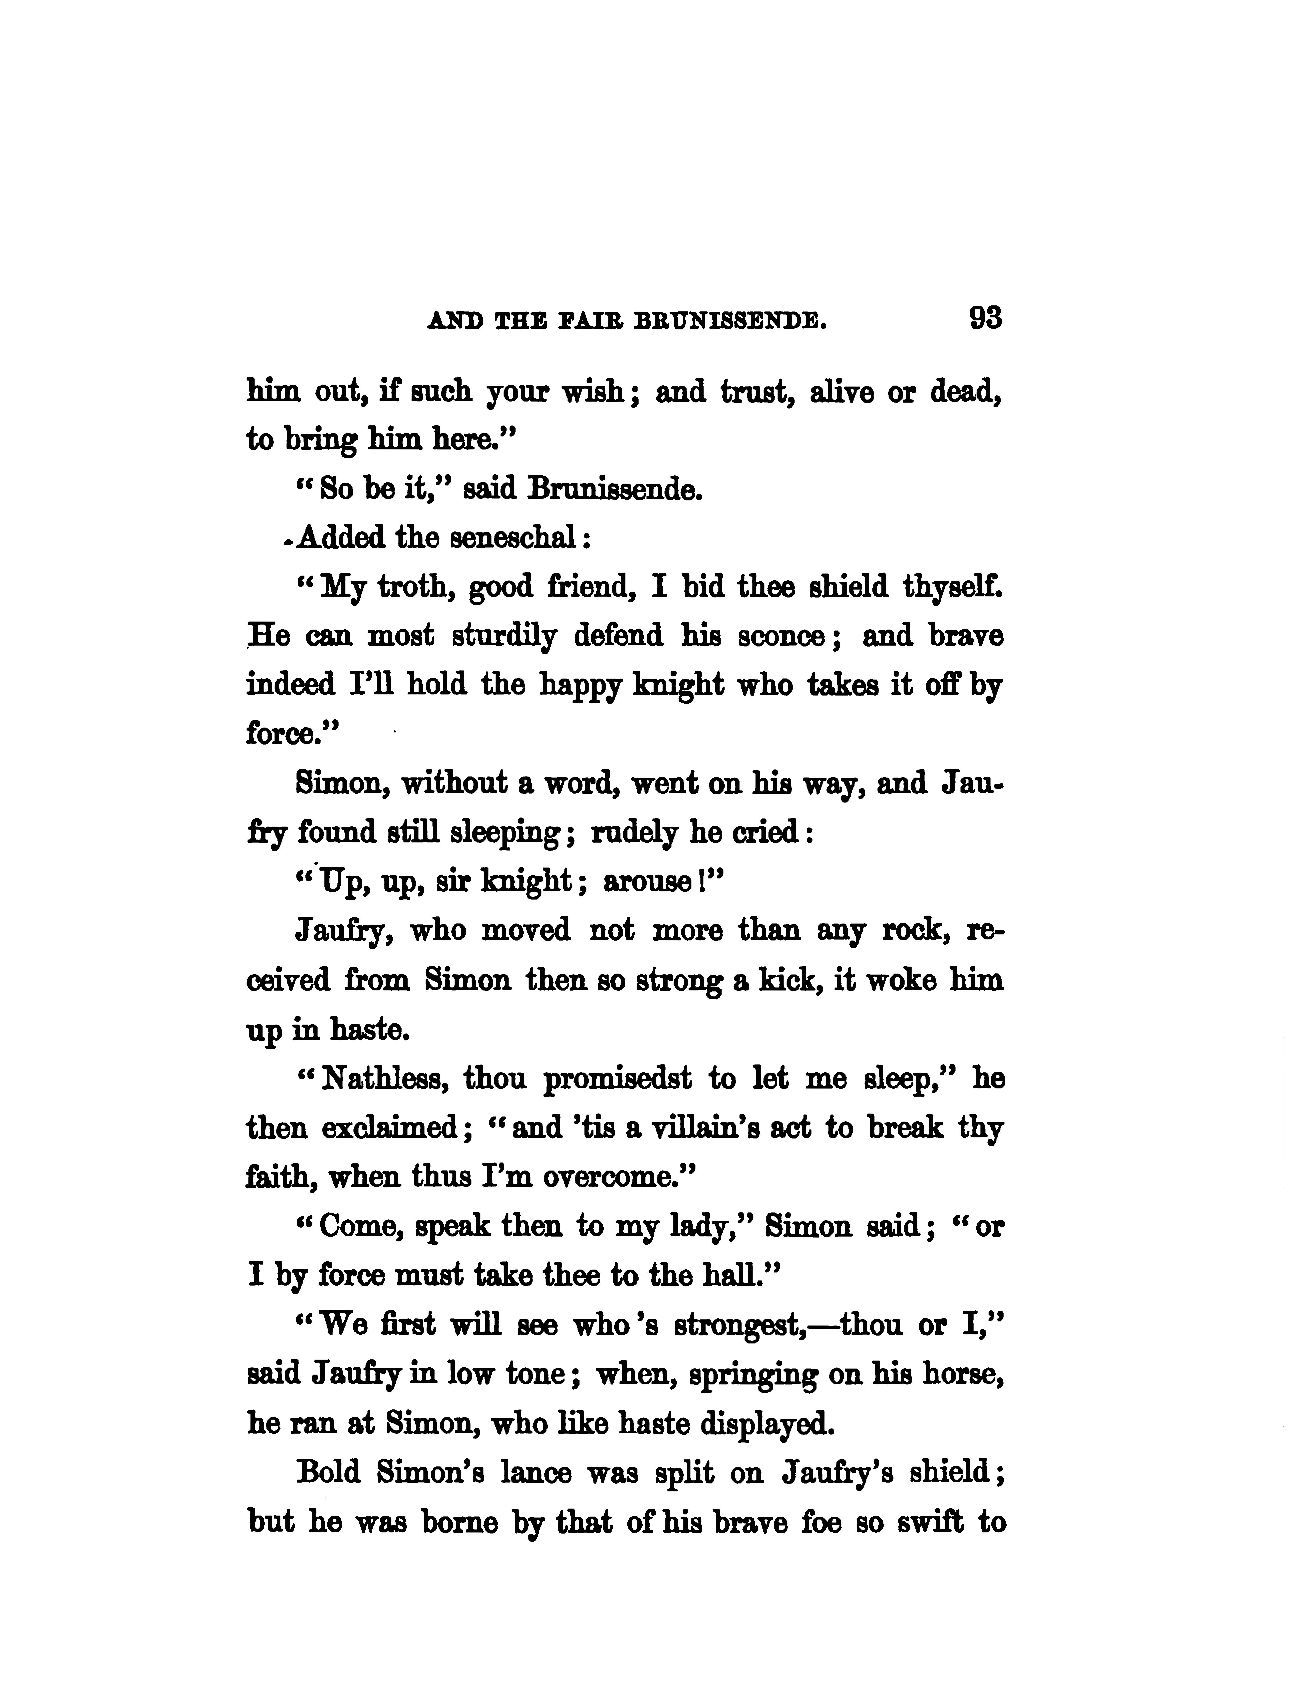 AND THE FAIR BRUNISSENDE. 93
him out, if such your wish; and trust, alive or dead,
to bring him here."
"So be it," said Brunissende.
Added the seneschal:
"My troth, good friend, I bid thee shield thyself.
He can most sturdily defend his sconce; and brave
indeed I'll hold the happy knight who takes it off by
force."
Simon, without a word, went on his way, and Jau-
fry found still sleeping; rudely he cried:
"Up, up, sir knight; arouse!"
Jaufry, who moved not more than any rock, re-
ceived from Simon then so strong a kick, it woke him
up in haste.
"Nathless, thou promisedst to let me sleep," he
then exclaimed; "and 'tis a villain's act to break thy
faith, when thus I'm overcome."
"Come, speak then to my lady," Simon said; "or
I by force must take thee to the hall."
"We first will see who's strongest,—thou or I,"
said Jaufry in low tone; when, springing on his horse,
he ran at Simon, who like haste displayed.
Bold Simon's lance was split on Jaufry's shield;
but he was borne by that of his brave foe so swift to